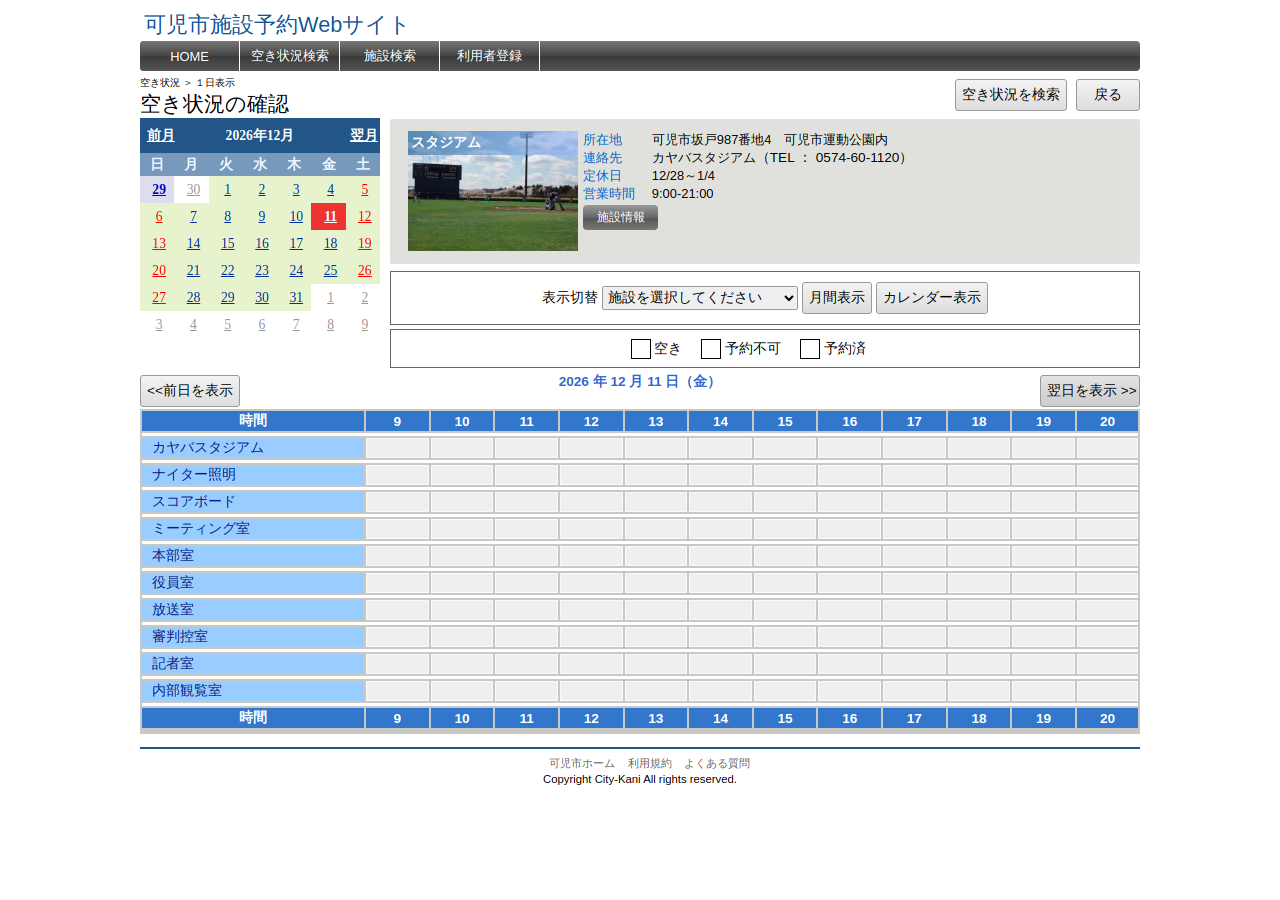 可児市施設予約Webサイト
HOME 空き状況検索 施設検索 利用者登録
空き状況 ＞ １日表示
空き状況の確認
空き状況を検索 戻る
前月 2026年12月 翌月
日 月 火 水 木 金 土
29 30 1 2 3 4 5
6 7 8 9 10 11 12
13 14 15 16 17 18 19
20 21 22 23 24 25 26
27 28 29 30 31 1 2
3 4 5 6 7 8 9
スタジアム
所在地 可児市坂戸987番地4　可児市運動公園内
連絡先 カヤバスタジアム（TEL ： 0574-60-1120）
定休日 12/28～1/4
営業時間 9:00-21:00
施設情報
表示切替 施設を選択してください 月間表示 カレンダー表示
空き 予約不可 予約済
<<前日を表示 2026 年 12 月 11 日（金） 翌日を表示 >>
時間 9 10 11 12 13 14 15 16 17 18 19 20
カヤバスタジアム
ナイター照明
スコアボード
ミーティング室
本部室
役員室
放送室
審判控室
記者室
内部観覧室
時間 9 10 11 12 13 14 15 16 17 18 19 20
可児市ホーム 利用規約 よくある質問
Copyright City-Kani All rights reserved.